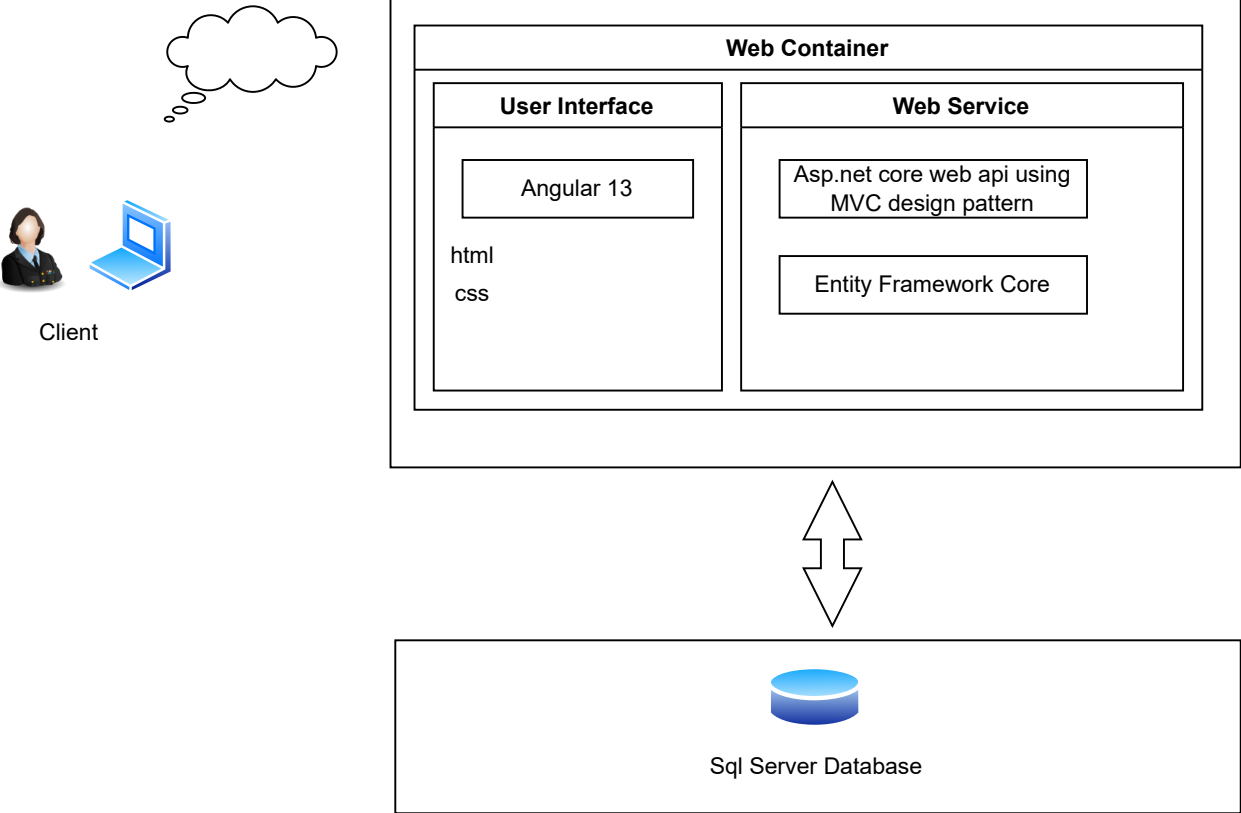 Web Container
User Interface
Web Service
Angular 13
Asp.net core web api using
MVC design pattern
html
css
Entity Framework Core
Client
Sql Server Database